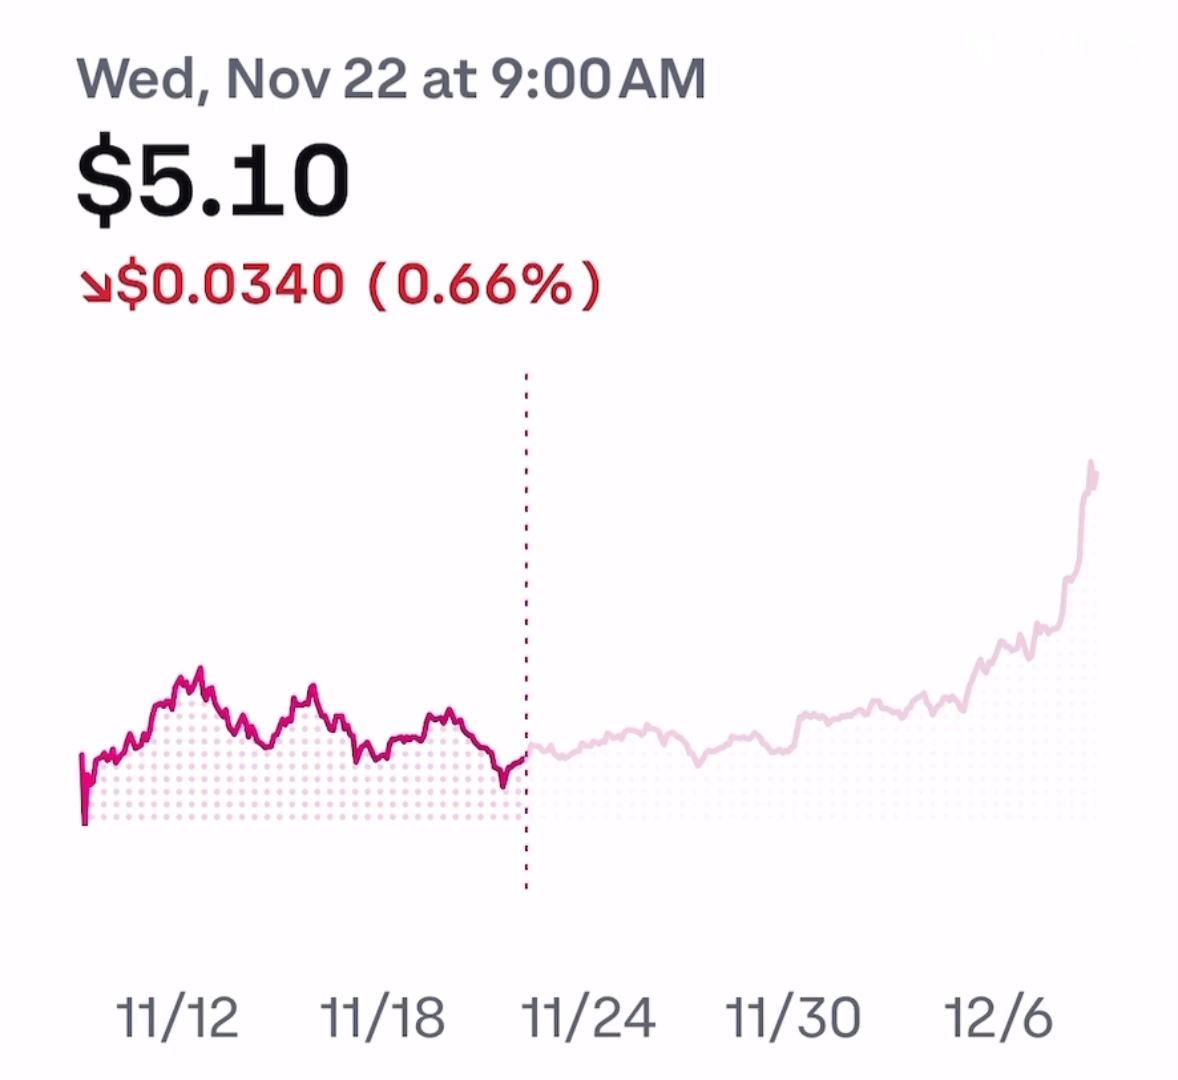 Wed, Nov 22 at 9:00 AM
$5.10
↘$0.0340 (0.66%)
11/12 11/18 11/24 11/30 12/6